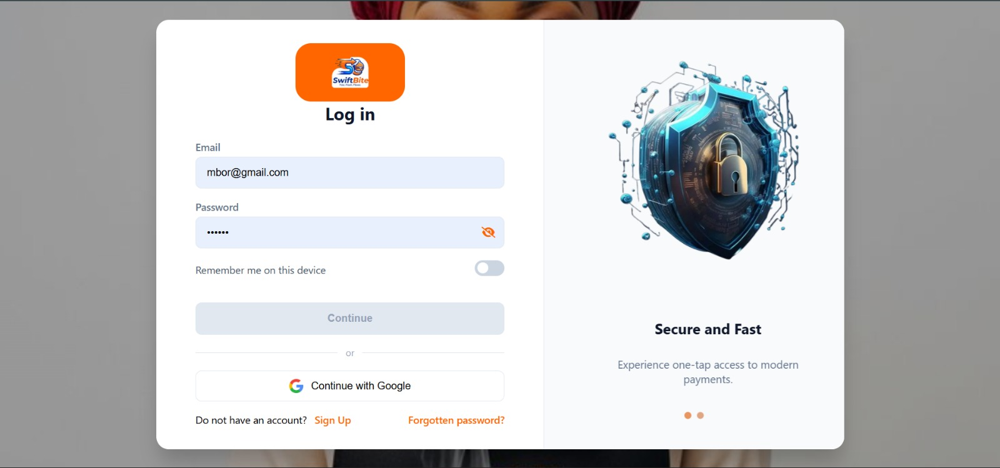 SwiftBite
Log in
Email
mbor@gmail.com
Password
••••••
Remember me on this device
Continue
or
Continue with Google
Do not have an account? Sign Up Forgotten password?
Secure and Fast
Experience one-tap access to modern
payments.